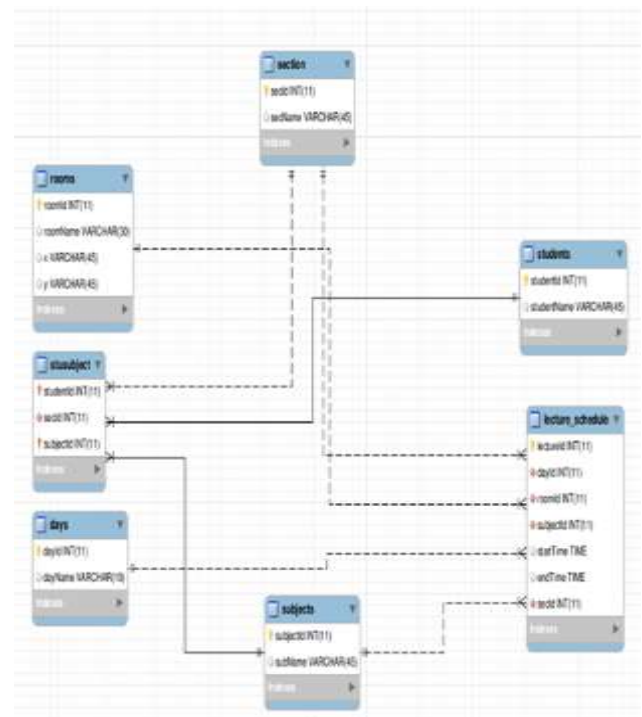 section
secId INT(11)
secName VARCHAR(45)
Indexes
rooms
roomId INT(11)
roomName VARCHAR(30)
x VARCHAR(45)
y VARCHAR(45)
Indexes
students
studentId INT(11)
studentName VARCHAR(45)
Indexes
stusubject
studentId INT(11)
secId INT(11)
subjectId INT(11)
Indexes
lecture_schedule
lectureId INT(11)
dayId INT(11)
roomId INT(11)
subjectId INT(11)
startTime TIME
endTime TIME
secId INT(11)
Indexes
days
dayId INT(11)
dayName VARCHAR(10)
Indexes
subjects
subjectId INT(11)
subName VARCHAR(45)
Indexes